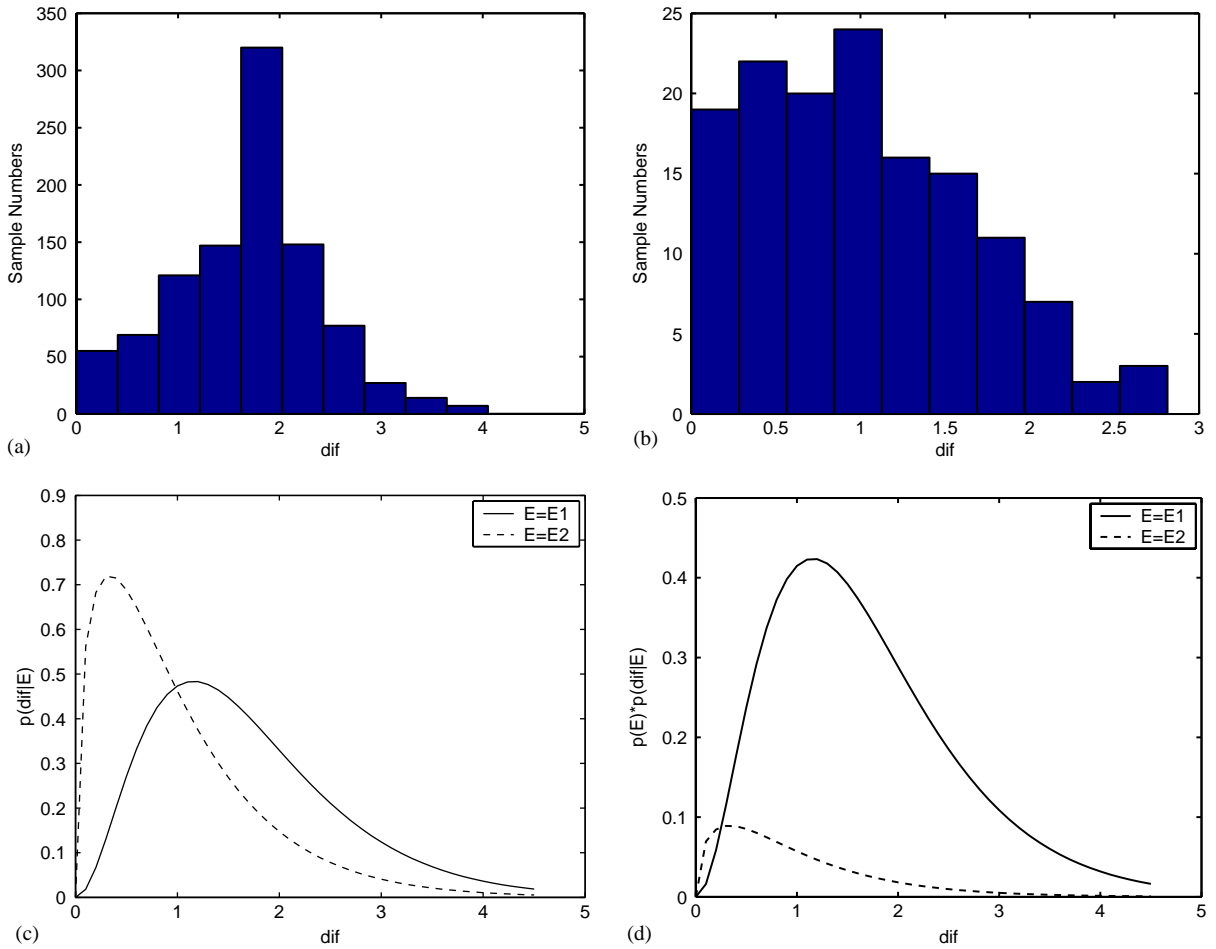 350
300
250
200
150
100
50
0
Sample Numbers
0 1 2 3 4 5
dif
(a)
25
20
15
10
5
0
Sample Numbers
0 0.5 1 1.5 2 2.5 3
dif
(b)
0.9
0.8
0.7
0.6
0.5
0.4
0.3
0.2
0.1
0
p(dif|E)
E=E1
E=E2
0 1 2 3 4 5
dif
(c)
0.5
0.4
0.3
0.2
0.1
0
p(E)*p(dif|E)
E=E1
E=E2
0 1 2 3 4 5
dif
(d)